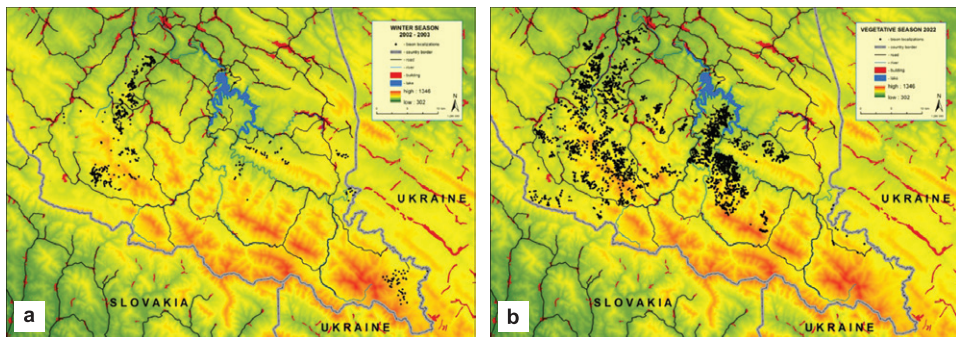 WINTER SEASON
2002 - 2003
- bison localizations
- country border
- road
- river
- building
- lake
high : 1346
low : 302
N
UKRAINE
SLOVAKIA
UKRAINE
a
VEGETATIVE SEASON 2022
- bison localizations
- country border
- road
- river
- building
- lake
high : 1346
low : 302
N
UKRAINE
SLOVAKIA
UKRAINE
b